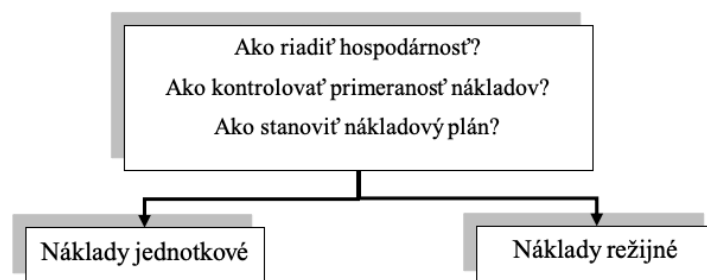 Ako riadiť hospodárnosť?
Ako kontrolovať primeranosť nákladov?
Ako stanoviť nákladový plán?
Náklady jednotkové
Náklady režijné